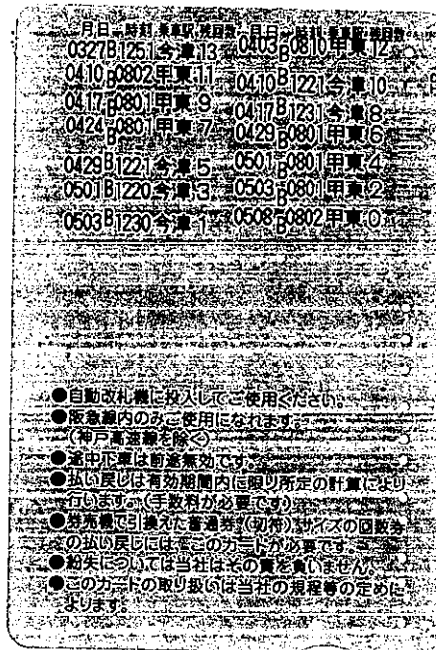 月日 時刻 乗車駅 残回数 月日 時刻 乗車駅 残回数
0327B1251今津13 0403B0810甲東12
0410B0802甲東11 0410B1221今津10
0417B0801甲東 9 0417B1231今津 8
0424B0801甲東 7 0429B0801甲東 6
0429B1221今津 5 0501B0801甲東 4
0501B1220今津 3 0503B0801甲東 2
0503B1230今津 1 0508B0802甲東 0
●自動改札機に投入してご使用ください。
●阪急線内のみご使用になれます。
(神戸高速線を除く)
●途中下車は前途無効です。
●払い戻しは有効期間内に限り所定の計算により
行います。(手数料が必要です)
●券売機で引換えた普通券(切符)サイズの回数券
の払い戻しにはこのカードが必要です。
●紛失については当社はその責を負いません。
●このカードの取り扱いは当社の規程等の定めに
よります。